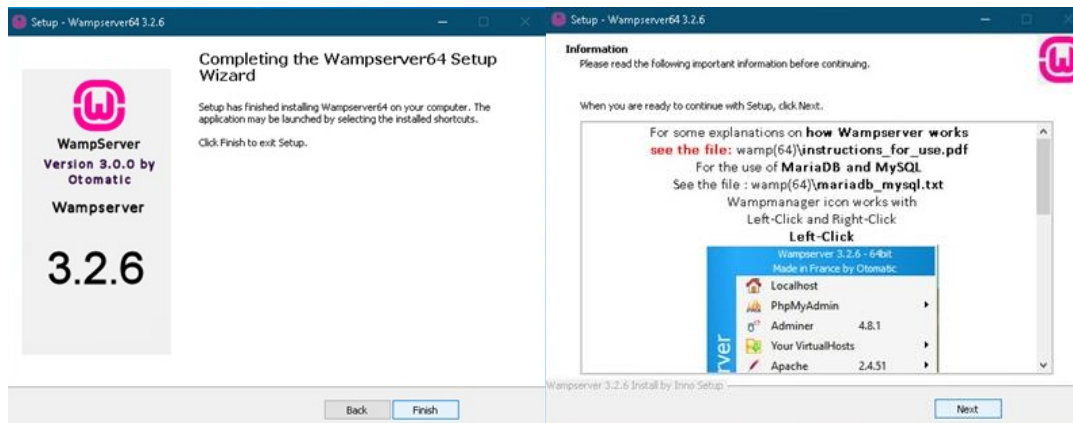 Setup - Wampserver64 3.2.6
Completing the Wampserver64 Setup
Wizard
Setup has finished installing Wampserver64 on your computer. The
application may be launched by selecting the installed shortcuts.
Click Finish to exit Setup.
WampServer
Version 3.0.0 by
Otomatic
Wampserver
3.2.6
Back
Finish
Setup - Wampserver64 3.2.6
Information
Please read the following important information before continuing.
When you are ready to continue with Setup, click Next.
For some explanations on how Wampserver works
see the file: wamp(64)\instructions_for_use.pdf
For the use of MariaDB and MySQL
See the file : wamp(64)\mariadb_mysql.txt
Wampmanager icon works with
Left-Click and Right-Click
Left-Click
Wampserver 3.2.6 - 64bit
Made in France by Otomatic
Localhost
PhpMyAdmin
Adminer 4.8.1
Your VirtualHosts
Apache 2.4.51
erver
Wampserver 3.2.6 Install by Inno Setup
Next